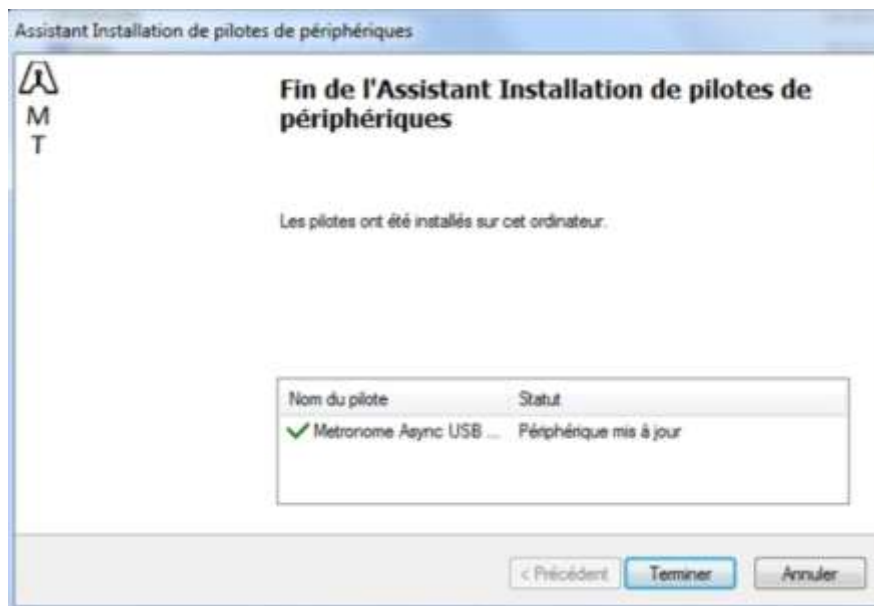 Assistant Installation de pilotes de périphériques
M
T
Fin de l'Assistant Installation de pilotes de
périphériques
Les pilotes ont été installés sur cet ordinateur.
Nom du pilote Statut
Metronome Async USB ... Périphérique mis à jour
< Précédent Terminer Annuler